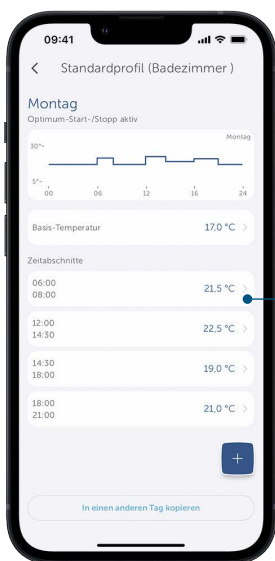 09:41
Standardprofil (Badezimmer )
Montag
Optimum-Start-/Stopp aktiv
Montag
30°-
5°-
00 06 12 16 24
Basis-Temperatur 17,0 °C
Zeitabschnitte
06:00
08:00
21,5 °C
12:00
14:30
22,5 °C
14:30
18:00
19,0 °C
18:00
21:00
21,0 °C
+
In einen anderen Tag kopieren